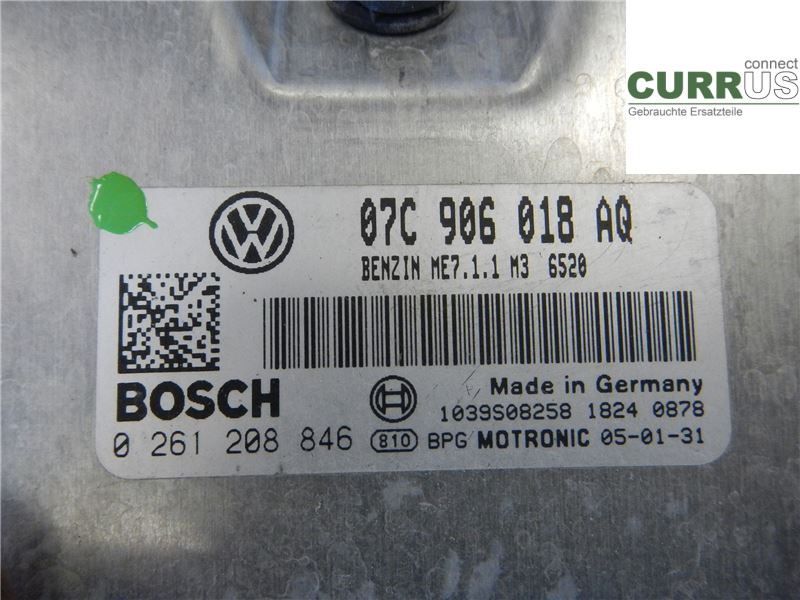 connect
CURRUS
Gebrauchte Ersatzteile
07C 906 018 AQ
BENZIN ME7.1.1 M3 6520
BOSCH
Made in Germany
1039S08258 1824 0878
0 261 208 846 810 BPG MOTRONIC 05-01-31